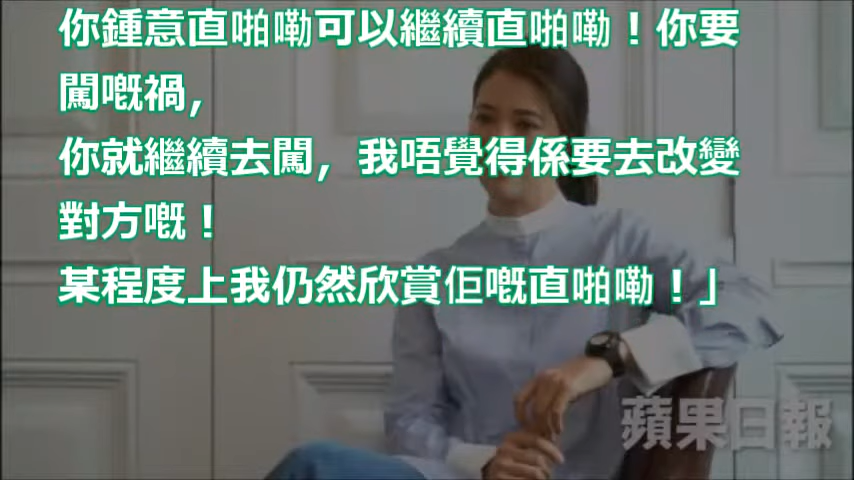 你鍾意直啪嘞可以繼續直啪嘞！你要
闖嘅禍，
你就繼續去闖，我唔覺得係要去改變
對方嘅！
某程度上我仍然欣賞佢嘅直啪嘞！」
蘋果日報